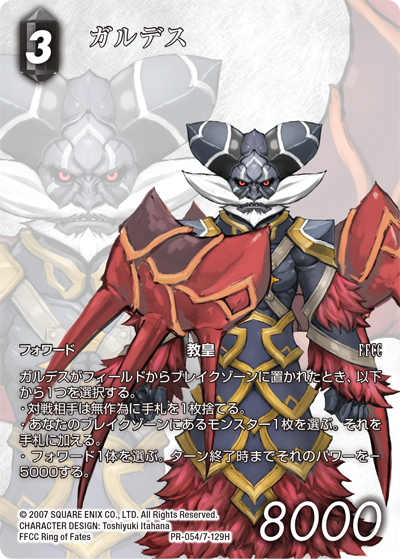 3
ガルデス
フォワード 教皇 FFCC
ガルデスがフィールドからブレイクゾーンに置かれたとき、以下
から1つを選択する。
・対戦相手は無作為に手札を1枚捨てる。
・あなたのブレイクゾーンにあるモンスター1枚を選ぶ。それを
手札に加える。
・ フォワード1体を選ぶ。ターン終了時までそれのパワーを－
5000する。
© 2007 SQUARE ENIX CO., LTD. All Rights Reserved.
CHARACTER DESIGN: Toshiyuki Itahana
FFCC Ring of Fates PR-054/7-129H
8000